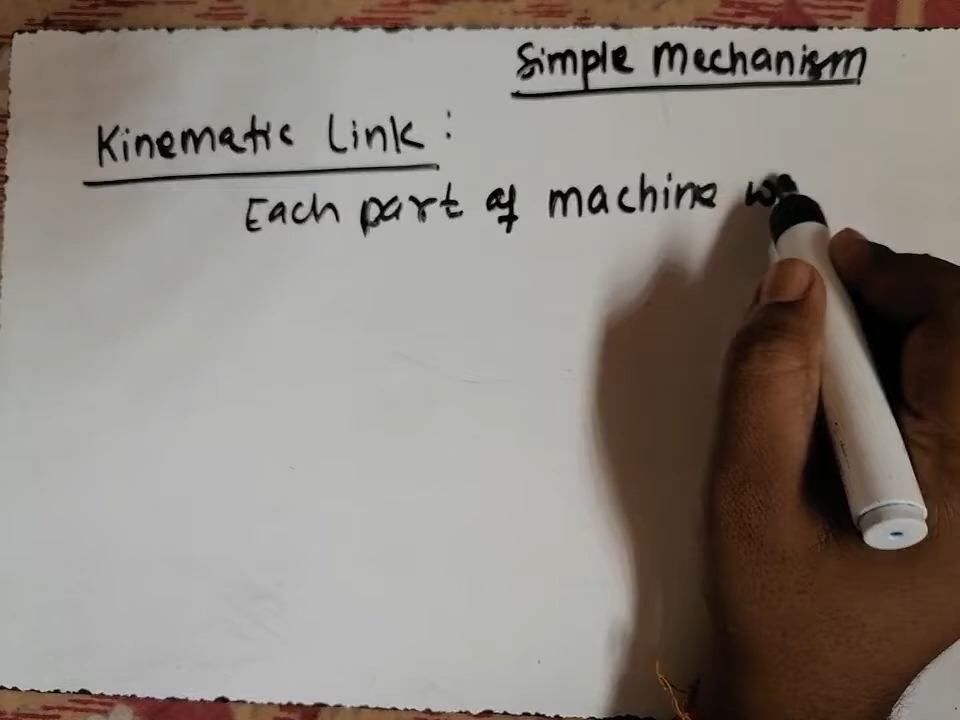 Simple Mechanism
Kinematic Link :
Each part of machine